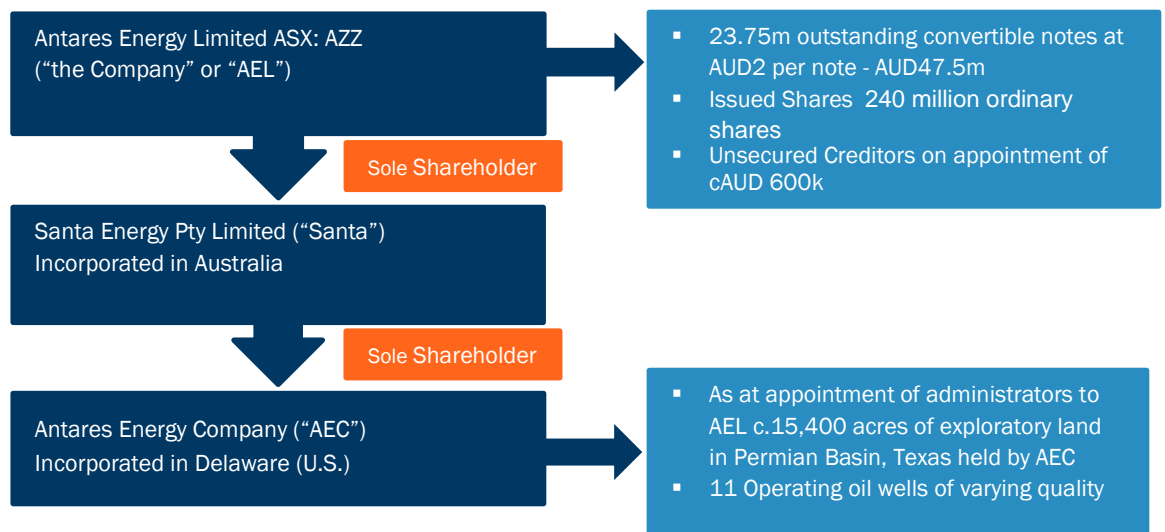 Antares Energy Limited ASX: AZZ
(“the Company” or “AEL”)
▪ 23.75m outstanding convertible notes at
AUD2 per note - AUD47.5m
▪ Issued Shares 240 million ordinary
shares
▪ Unsecured Creditors on appointment of
cAUD 600k
Sole Shareholder
Santa Energy Pty Limited (“Santa”)
Incorporated in Australia
Sole Shareholder
Antares Energy Company (“AEC”)
Incorporated in Delaware (U.S.)
▪ As at appointment of administrators to
AEL c.15,400 acres of exploratory land
in Permian Basin, Texas held by AEC
▪ 11 Operating oil wells of varying quality